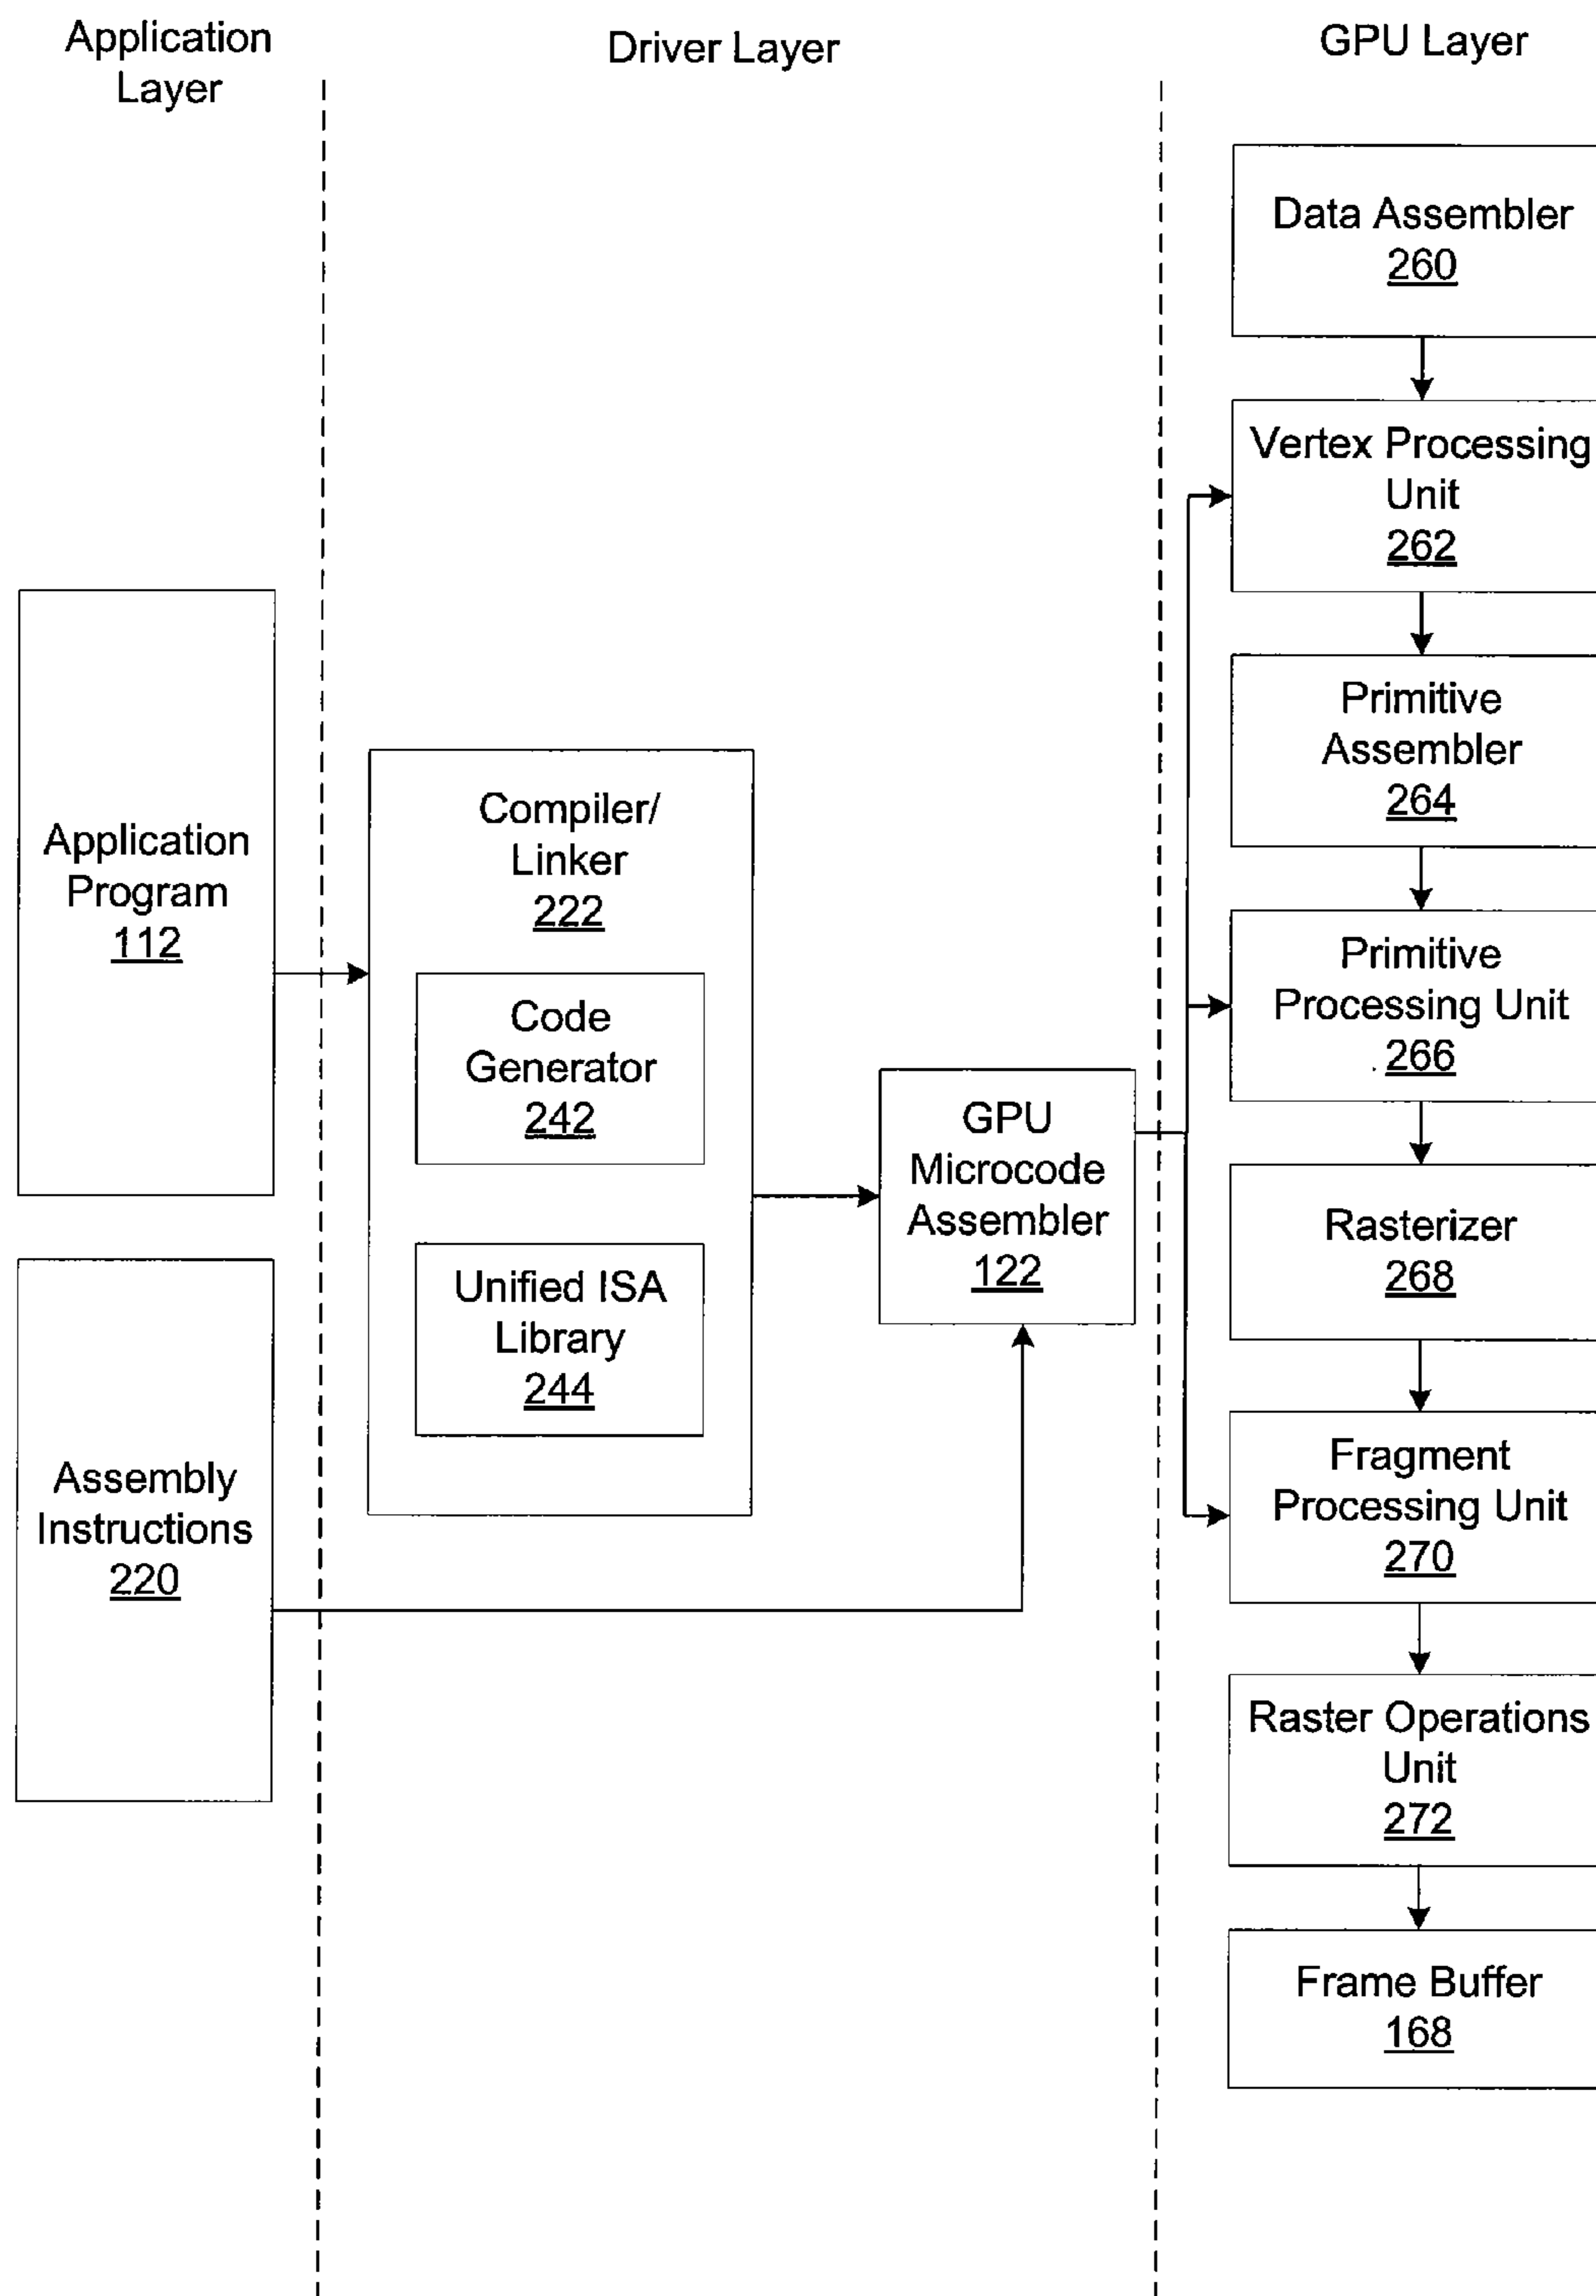 Application
Layer
Driver Layer
GPU Layer
Application
Program
112
Assembly
Instructions
220
Compiler/
Linker
222
Code
Generator
242
Unified ISA
Library
244
GPU
Microcode
Assembler
122
Data Assembler
260
Vertex Processing
Unit
262
Primitive
Assembler
264
Primitive
Processing Unit
266
Rasterizer
268
Fragment
Processing Unit
270
Raster Operations
Unit
272
Frame Buffer
168